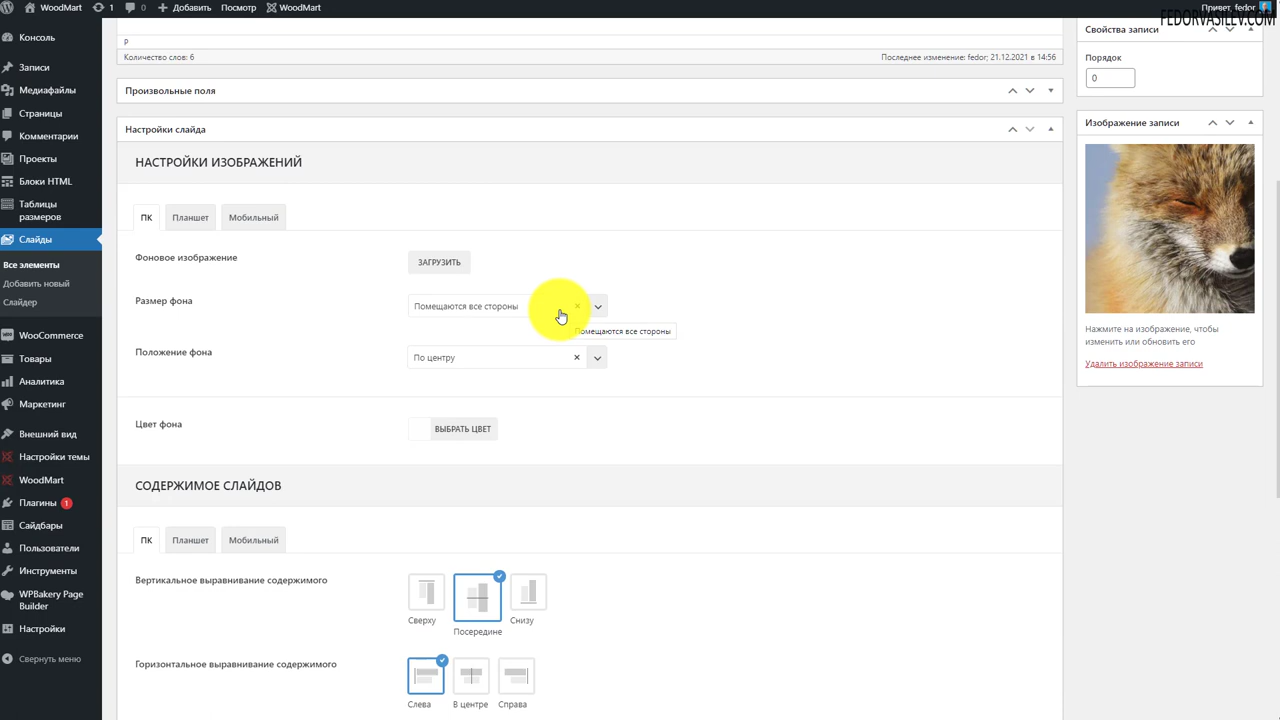 WoodMart
1
0
Добавить
Посмотр
WoodMart
Привет, fedor
FEDORVASILEV.COM
Консоль
Записи
Медиафайлы
Страницы
Комментарии
Проекты
Блоки HTML
Таблицы
размеров
Слайды
Все элементы
Добавить новый
Слайдер
WooCommerce
Товары
Аналитика
Маркетинг
Внешний вид
Настройки темы
WoodMart
Плагины 1
Сайдбары
Пользователи
Инструменты
WPBakery Page
Builder
Настройки
Свернуть меню
P
Количество слов: 6
Последнее изменение: fedor; 21.12.2021 в 14:56
Произвольные поля
Настройки слайда
НАСТРОЙКИ ИЗОБРАЖЕНИЙ
ПК
Планшет
Мобильный
Фоновое изображение
ЗАГРУЗИТЬ
Размер фона
Помещаются все стороны
Помещаются все стороны
Положение фона
По центру
Цвет фона
ВЫБРАТЬ ЦВЕТ
СОДЕРЖИМОЕ СЛАЙДОВ
ПК
Планшет
Мобильный
Вертикальное выравнивание содержимого
Сверху
Посередине
Снизу
Горизонтальное выравнивание содержимого
Слева
В центре
Справа
Свойства записи
Порядок
0
Изображение записи
Нажмите на изображение, чтобы
изменить или обновить его
Удалить изображение записи